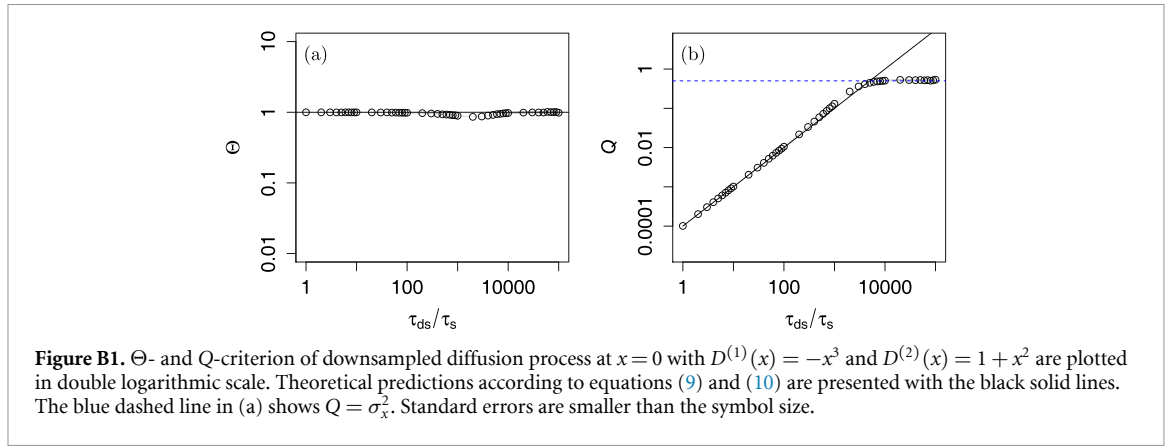 (a)
10
1
0.1
0.01
Θ
1
100
10000
τds/τs
(b)
1
0.01
0.0001
Q
1
100
10000
τds/τs
Figure B1. Θ- and Q-criterion of downsampled diffusion process at x = 0 with D⁽¹⁾(x) = −x³ and D⁽²⁾(x) = 1 + x² are plotted
in double logarithmic scale. Theoretical predictions according to equations (9) and (10) are presented with the black solid lines.
The blue dashed line in (a) shows Q = σₓ². Standard errors are smaller than the symbol size.